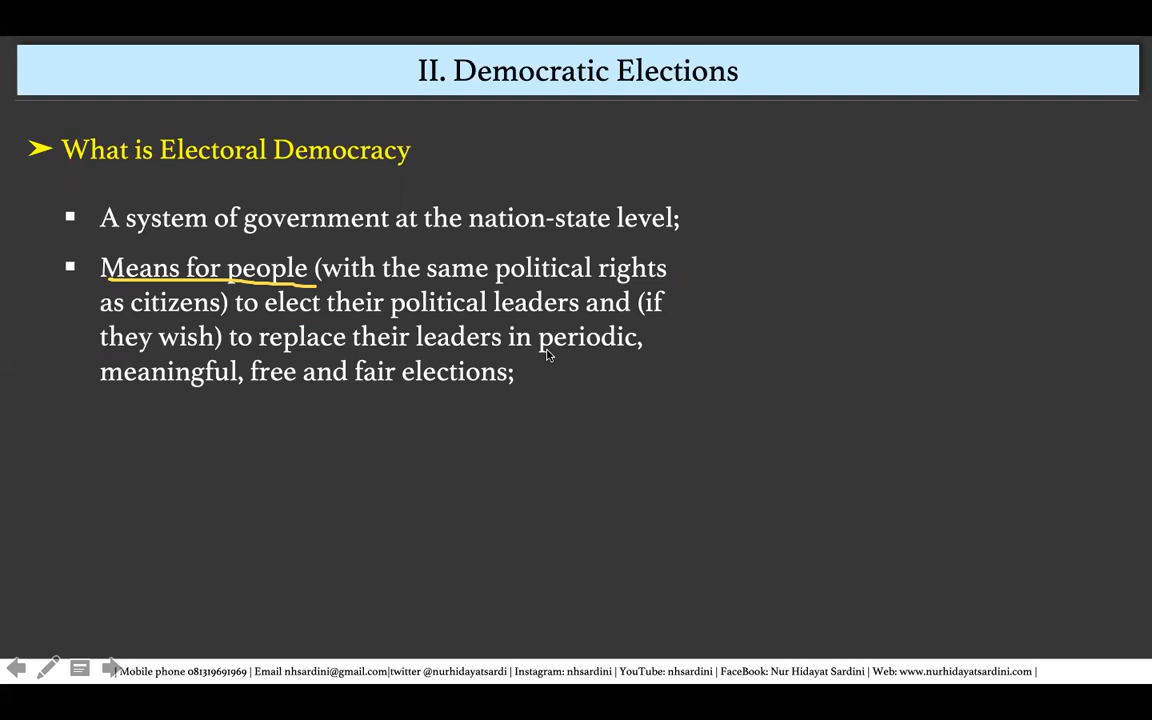 II. Democratic Elections
➤ What is Electoral Democracy
▪ A system of government at the nation-state level;
▪ Means for people (with the same political rights
as citizens) to elect their political leaders and (if
they wish) to replace their leaders in periodic,
meaningful, free and fair elections;
| Mobile phone 081319691969 | Email nhsardini@gmail.com|twitter @nurhidayatsardi | Instagram: nhsardini | YouTube: nhsardini | FaceBook: Nur Hidayat Sardini | Web: www.nurhidayatsardini.com |